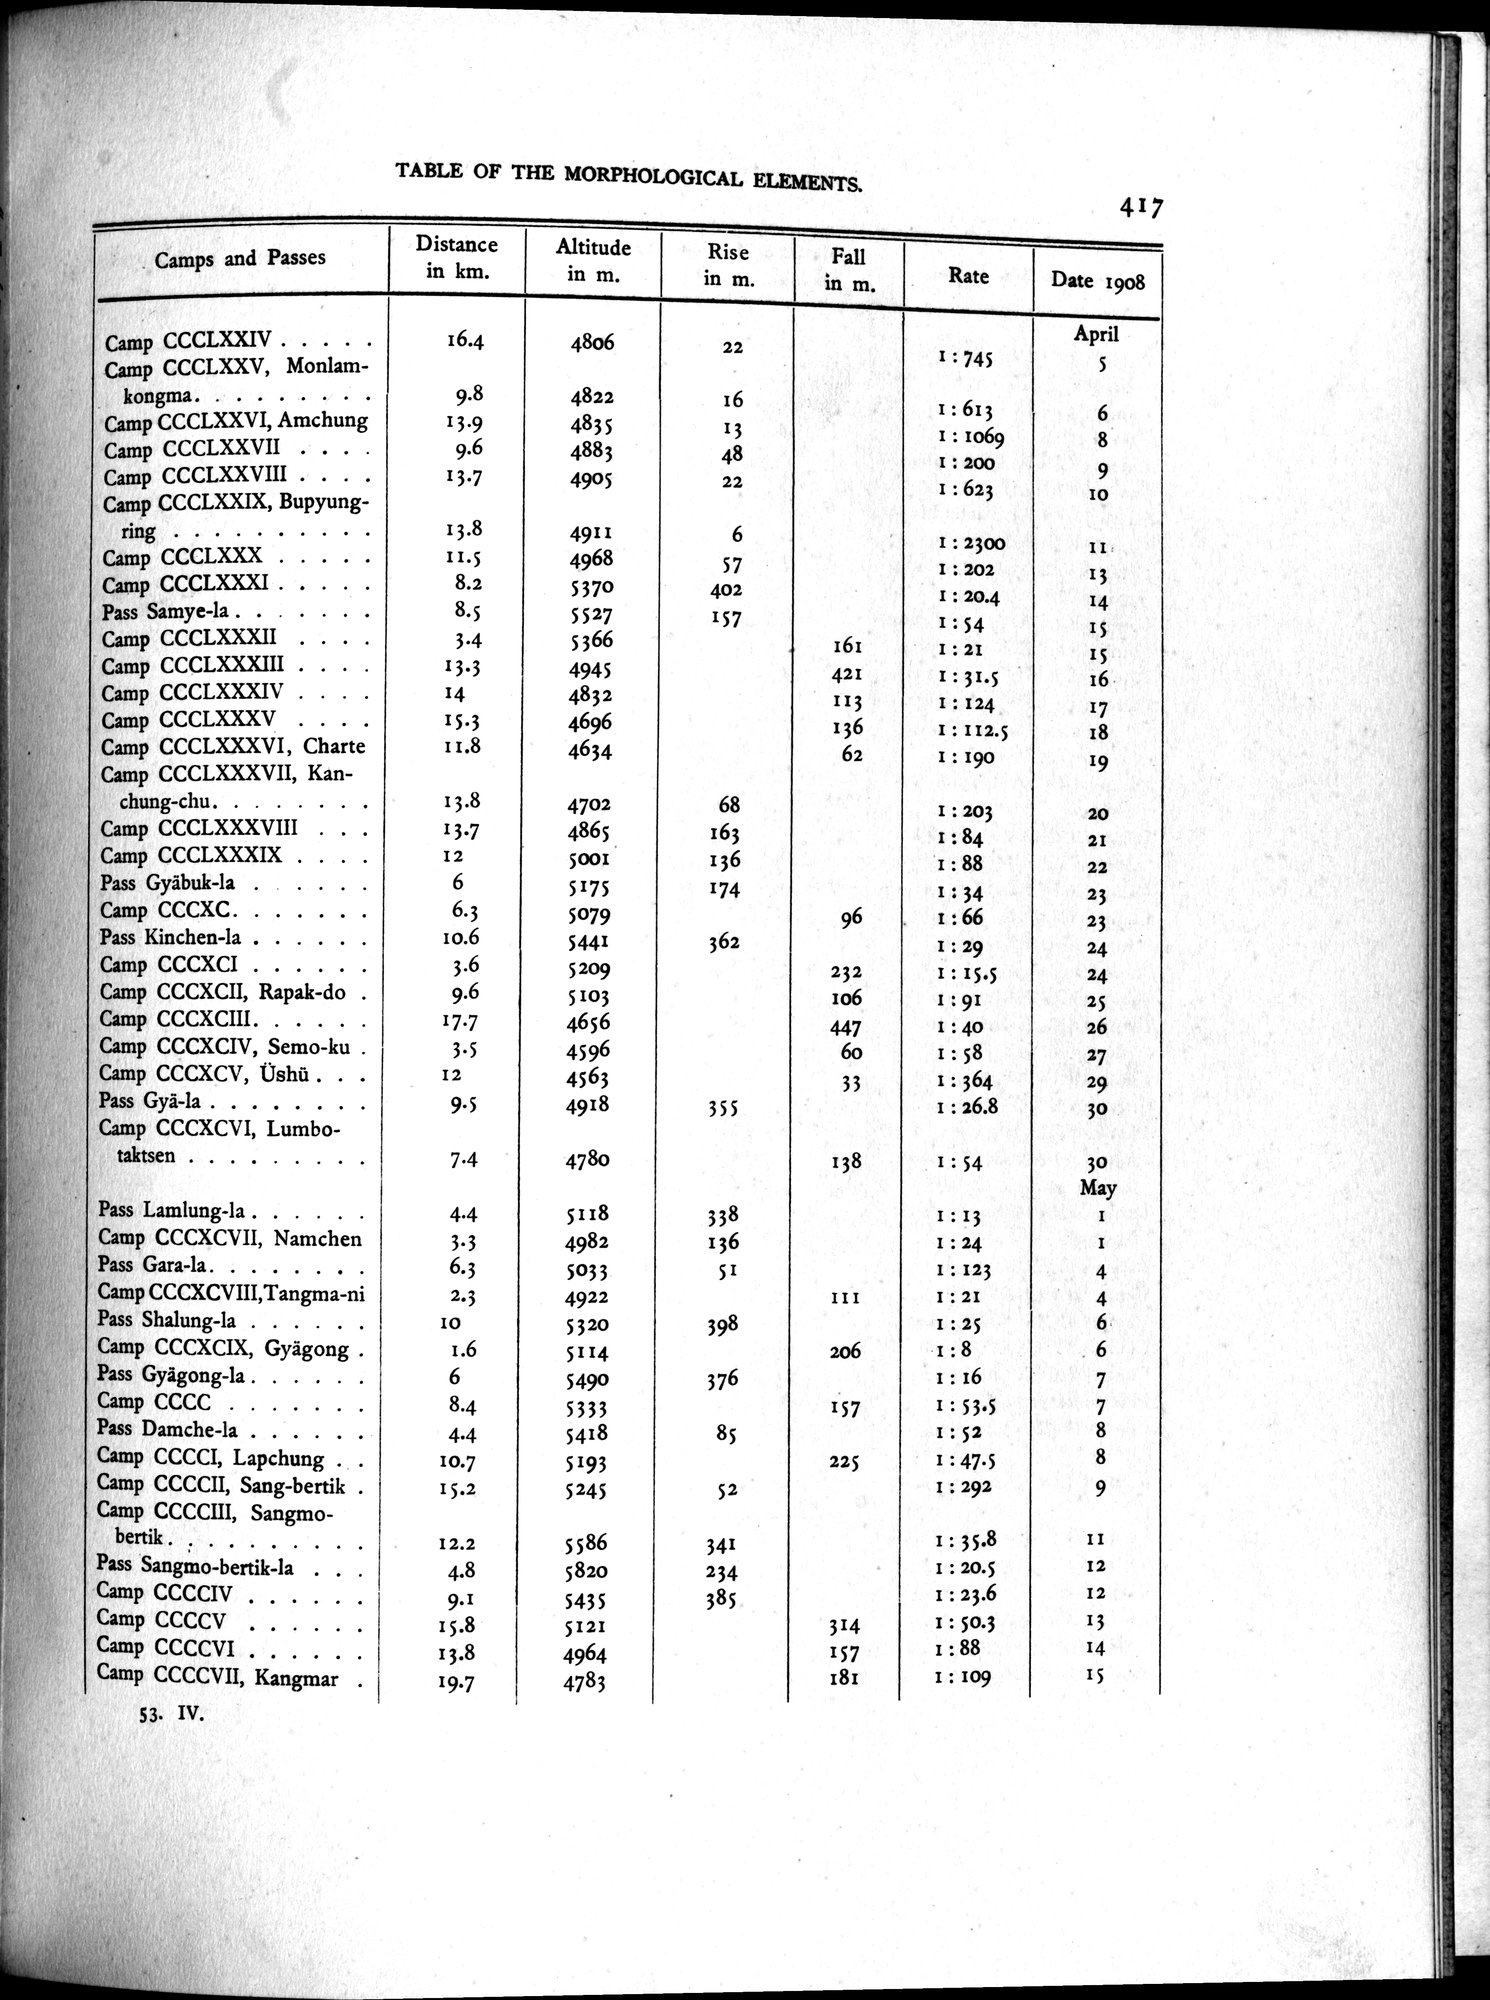 TABLE OF THE MORPHOLOGICAL ELEMENTS.
417
Camps and Passes Distance in km. Altitude in m. Rise in m. Fall in m. Rate Date 1908
April
Camp CCCLXXIV . . . . . 16.4 4806 22 1 : 745 5
Camp CCCLXXV, Monlam-
kongma. . . . . . . . . 9.8 4822 16 1 : 613 6
Camp CCCLXXVI, Amchung 13.9 4835 13 1 : 1069 8
Camp CCCLXXVII . . . . 9.6 4883 48 1 : 200 9
Camp CCCLXXVIII . . . . 13.7 4905 22 1 : 623 10
Camp CCCLXXIX, Bupyung-
ring . . . . . . . . . . 13.8 4911 6 1 : 2300 11
Camp CCCLXXX . . . . . 11.5 4968 57 1 : 202 13
Camp CCCLXXXI . . . . . 8.2 5370 402 1 : 20.4 14
Pass Samye-la . . . . . . . 8.5 5527 157 1 : 54 15
Camp CCCLXXXII . . . . 3.4 5366 161 1 : 21 15
Camp CCCLXXXIII . . . . 13.3 4945 421 1 : 31.5 16
Camp CCCLXXXIV . . . . 14 4832 113 1 : 124 17
Camp CCCLXXXV . . . . 15.3 4696 136 1 : 112.5 18
Camp CCCLXXXVI, Charte 11.8 4634 62 1 : 190 19
Camp CCCLXXXVII, Kan-
chung-chu. . . . . . . . 13.8 4702 68 1 : 203 20
Camp CCCLXXXVIII . . . 13.7 4865 163 1 : 84 21
Camp CCCLXXXIX . . . . 12 5001 136 1 : 88 22
Pass Gyäbuk-la . . . . . . 6 5175 174 1 : 34 23
Camp CCCXC. . . . . . . 6.3 5079 96 1 : 66 23
Pass Kinchen-la . . . . . . 10.6 5441 362 1 : 29 24
Camp CCCXCI . . . . . . 3.6 5209 232 1 : 15.5 24
Camp CCCXCII, Rapak-do . 9.6 5103 106 1 : 91 25
Camp CCCXCIII. . . . . . 17.7 4656 447 1 : 40 26
Camp CCCXCIV, Semo-ku . 3.5 4596 60 1 : 58 27
Camp CCCXCV, Üshü . . . 12 4563 33 1 : 364 29
Pass Gyä-la . . . . . . . . 9.5 4918 355 1 : 26.8 30
Camp CCCXCVI, Lumbo-
taktsen . . . . . . . . . 7.4 4780 138 1 : 54 30
May
Pass Lamlung-la . . . . . . 4.4 5118 338 1 : 13 1
Camp CCCXCVII, Namchen 3.3 4982 136 1 : 24 1
Pass Gara-la. . . . . . . . 6.3 5033 51 1 : 123 4
Camp CCCXCVIII, Tangma-ni 2.3 4922 111 1 : 21 4
Pass Shalung-la . . . . . . 10 5320 398 1 : 25 6
Camp CCCXCIX, Gyägong . 1.6 5114 206 1 : 8 6
Pass Gyägong-la . . . . . . 6 5490 376 1 : 16 7
Camp CCCC . . . . . . . 8.4 5333 157 1 : 53.5 7
Pass Damche-la . . . . . . 4.4 5418 85 1 : 52 8
Camp CCCCI, Lapchung . . 10.7 5193 225 1 : 47.5 8
Camp CCCCII, Sang-bertik . 15.2 5245 52 1 : 292 9
Camp CCCCIII, Sangmo-
bertik . . . . . . . . . . 12.2 5586 341 1 : 35.8 11
Pass Sangmo-bertik-la . . . 4.8 5820 234 1 : 20.5 12
Camp CCCCIV . . . . . . 9.1 5435 385 1 : 23.6 12
Camp CCCCV . . . . . . 15.8 5121 314 1 : 50.3 13
Camp CCCCVI . . . . . . 13.8 4964 157 1 : 88 14
Camp CCCCVII, Kangmar . 19.7 4783 181 1 : 109 15
53. IV.